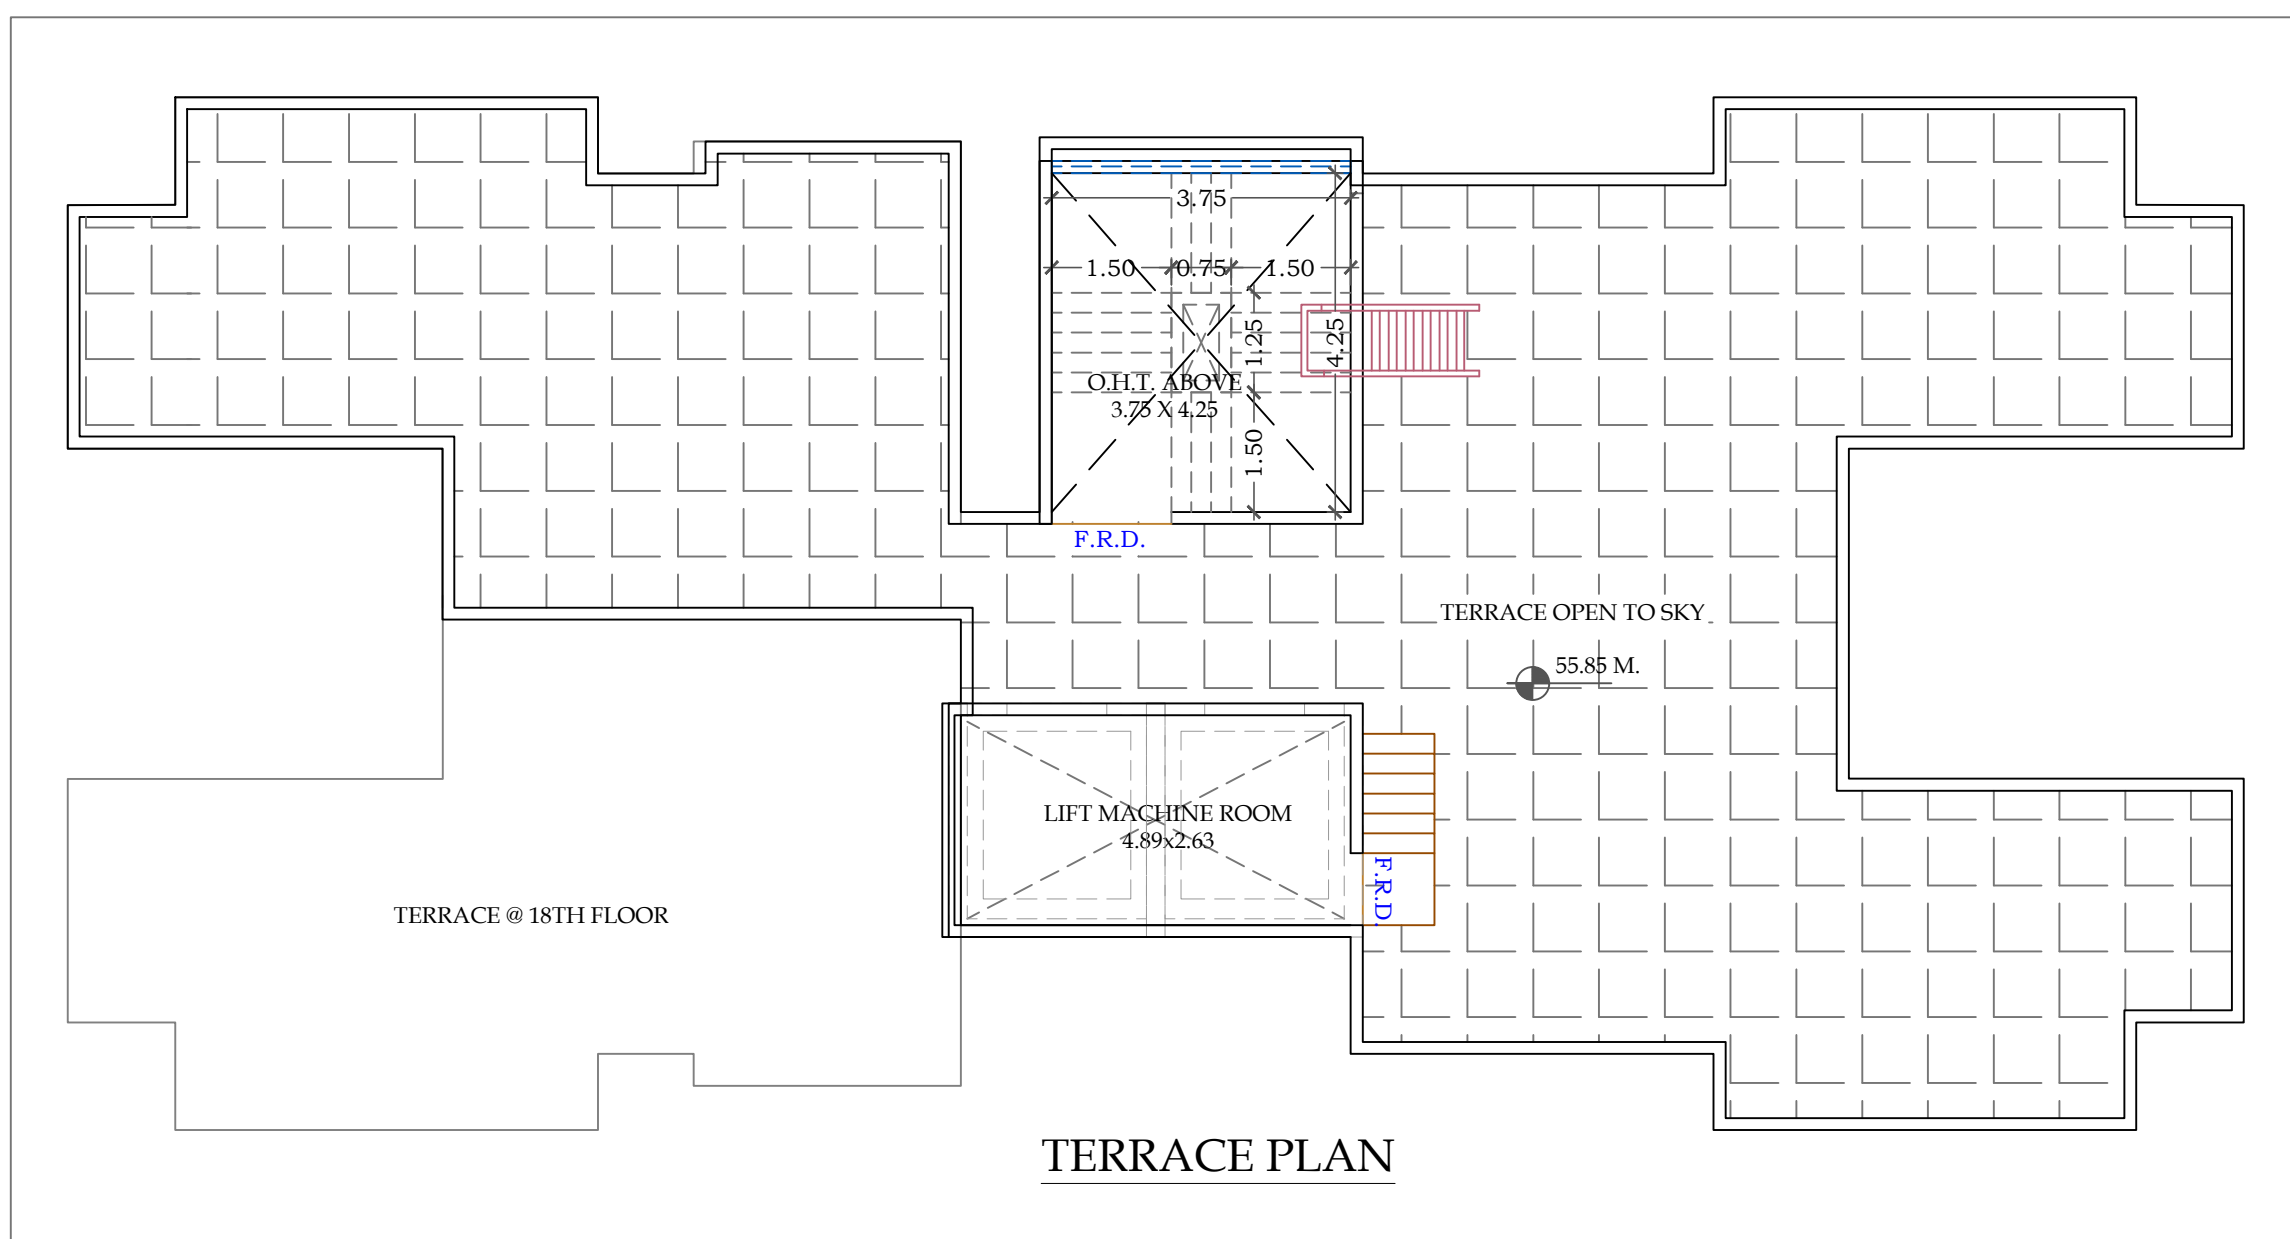 3.75
1.50 0.75 1.50
1.25
4.25
O.H.T. ABOVE
3.75 X 4.25
1.50
F.R.D.
TERRACE OPEN TO SKY
55.85 M.
LIFT MACHINE ROOM
4.89x2.63
F.R.D.
TERRACE @ 18TH FLOOR
TERRACE PLAN